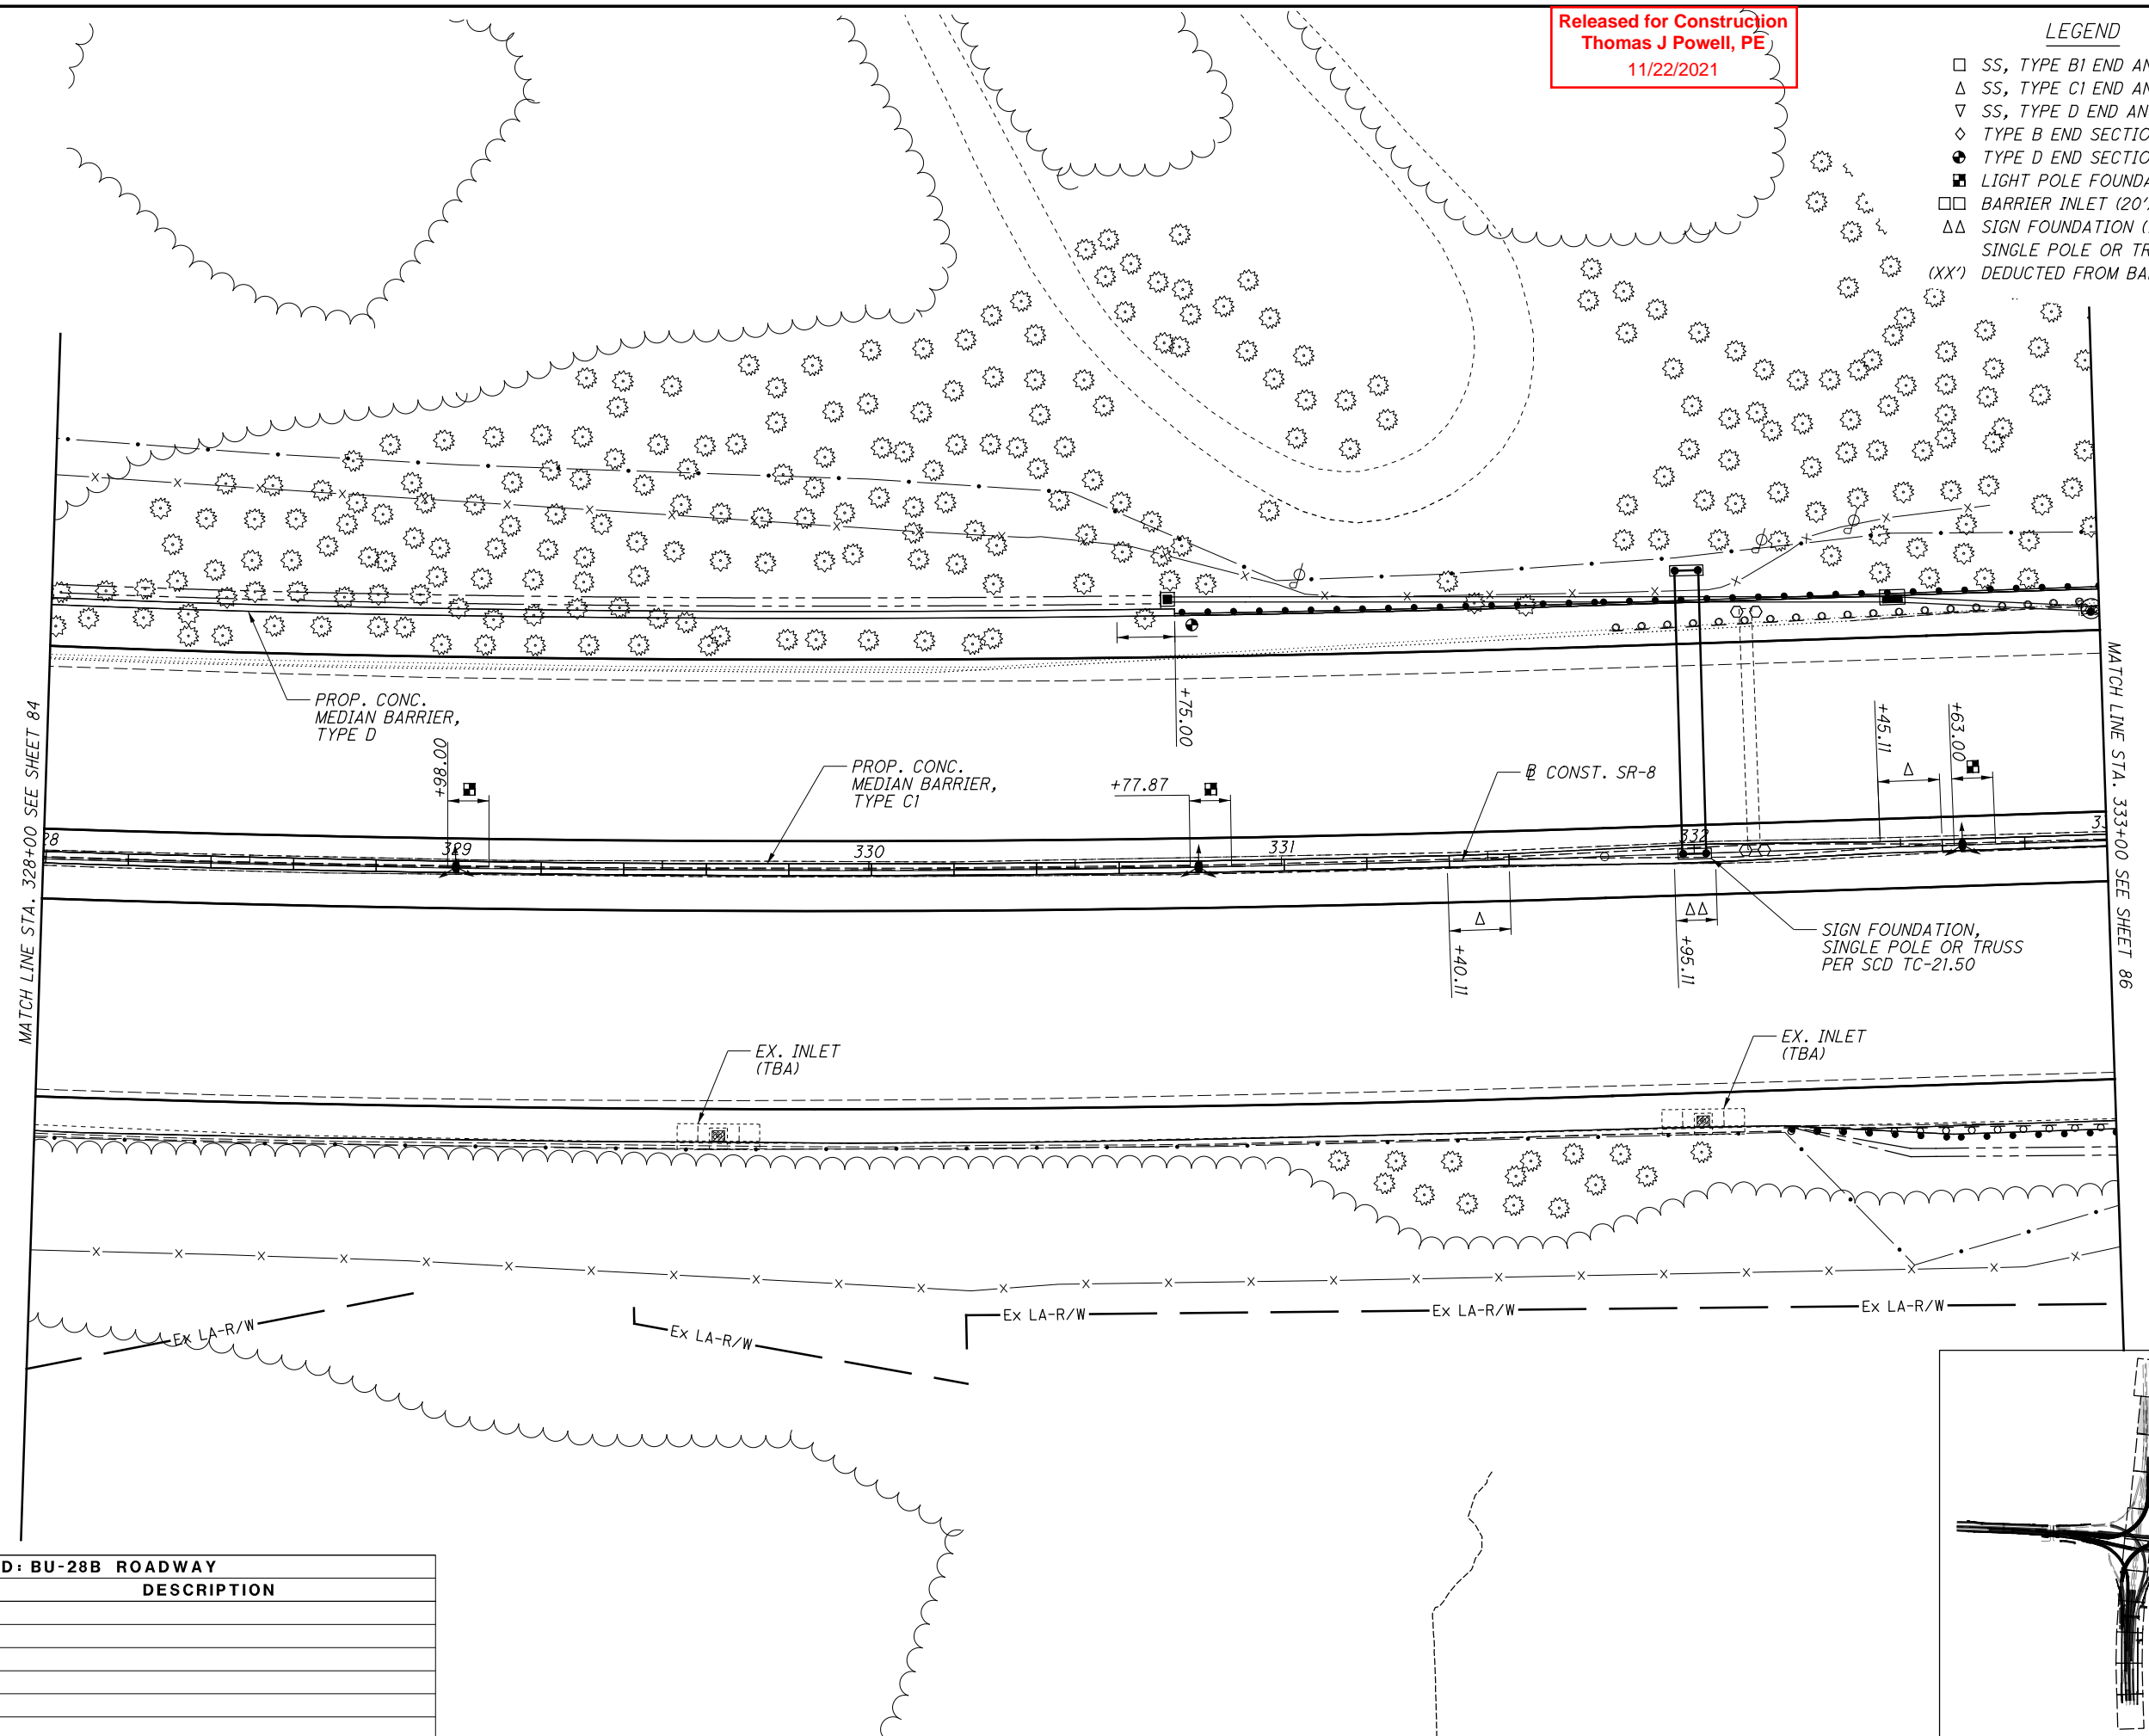 Released for Construction
Thomas J Powell, PE
11/22/2021
LEGEND
SS, TYPE B1 END AN
SS, TYPE C1 END AN
SS, TYPE D END AN
TYPE B END SECTIO
TYPE D END SECTIO
LIGHT POLE FOUNDA
BARRIER INLET (20'
SIGN FOUNDATION (
SINGLE POLE OR TR
(XX') DEDUCTED FROM BA
MATCH LINE STA. 328+00 SEE SHEET 84
PROP. CONC.
MEDIAN BARRIER,
TYPE D
+98.00
PROP. CONC.
MEDIAN BARRIER,
TYPE C1
+75.00
+77.87
℄ CONST. SR-8
+45.11
+63.00
MATCH LINE STA. 333+00 SEE SHEET 86
28
329
330
331
332
33
+40.11
+95.11
SIGN FOUNDATION,
SINGLE POLE OR TRUSS
PER SCD TC-21.50
EX. INLET
(TBA)
EX. INLET
(TBA)
Ex LA-R/W
Ex LA-R/W
Ex LA-R/W
Ex LA-R/W
Ex LA-R/W
D: BU-28B ROADWAY
DESCRIPTION